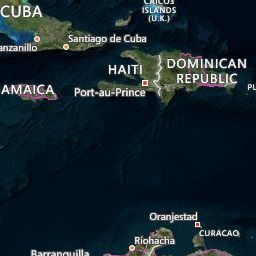 CAICOS
ISLANDS
(U.K.)
CUBA
anzanillo
Santiago de Cuba
HAITI
DOMINICAN
REPUBLIC
AMAICA
Port-au-Prince
PU
Oranjestad
CURACAO
Riohacha
Barranquilla